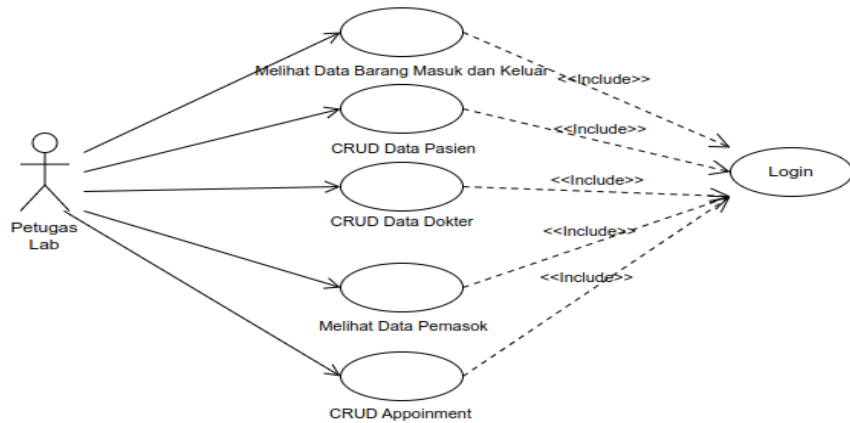 Melihat Data Barang Masuk dan Keluar
<<Include>>
<<Include>>
CRUD Data Pasien
Login
<<Include>>
CRUD Data Dokter
Petugas
Lab
<<Include>>
<<Include>>
Melihat Data Pemasok
CRUD Appoinment